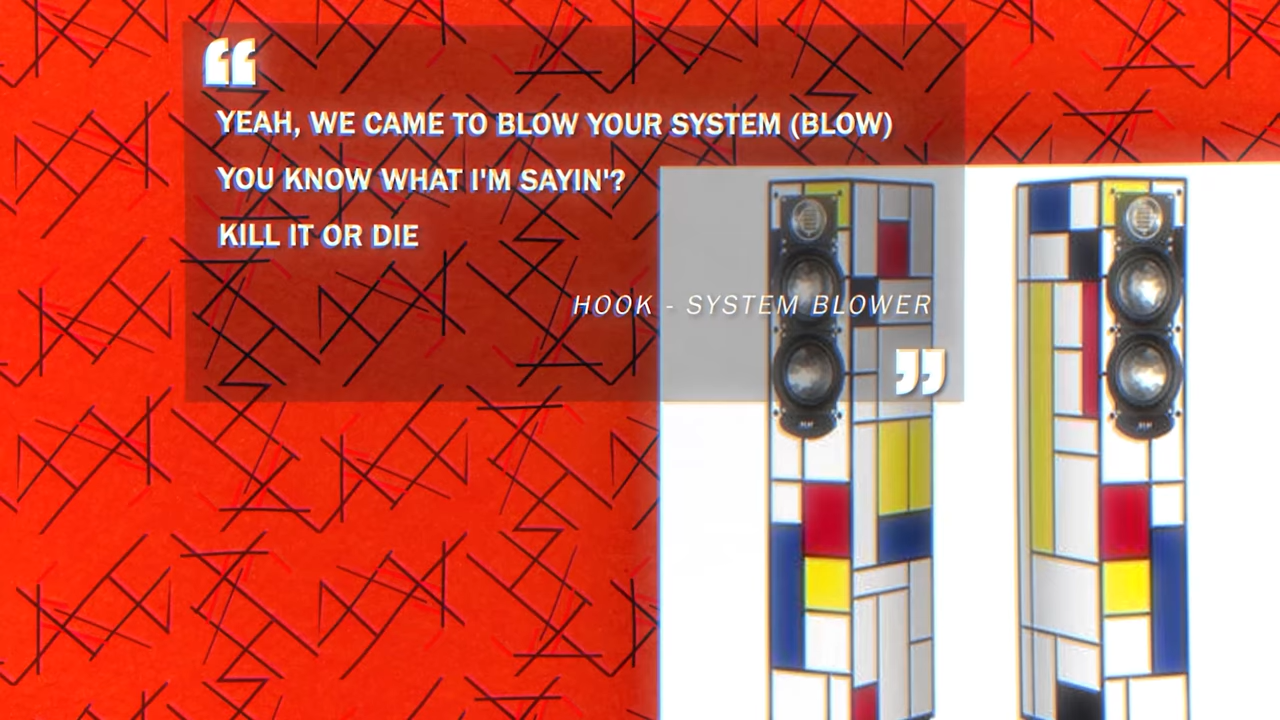 “
YEAH, WE CAME TO BLOW YOUR SYSTEM (BLOW)
YOU KNOW WHAT I'M SAYIN'?
KILL IT OR DIE
HOOK - SYSTEM BLOWER
”